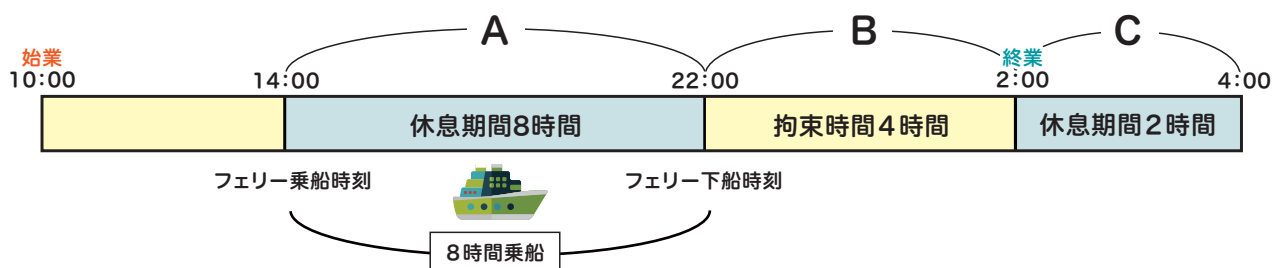 A
B
C
始業
終業
10:00
14:00
22:00
2:00
4:00
休息期間8時間
拘束時間4時間
休息期間2時間
フェリー乗船時刻
フェリー下船時刻
8時間乗船